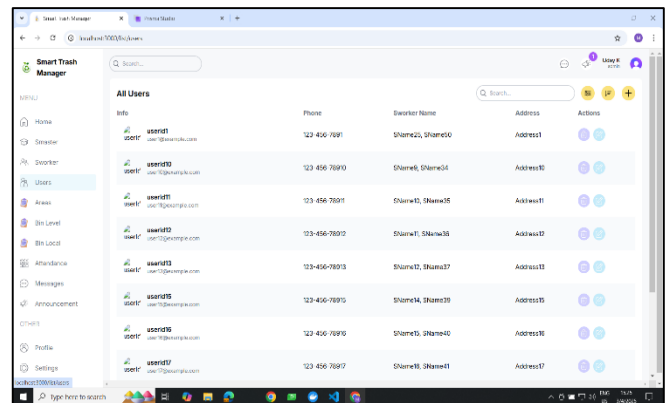 Smart Trash Manager
Prisma Studio
localhost:3000/list/users
Smart Trash Manager
Search...
1
Uday K
admin
MENU
Home
Smaster
Sworker
Users
Areas
Bin Level
Bin Local
Attendance
Messages
Announcement
OTHER
Profile
Settings
All Users
Search...
Info Phone Sworker Name Address Actions
userid1 123-456-7891 SName25, SName50 Address1
user1@example.com
userid10 123-456-78910 SName9, SName34 Address10
user10@example.com
userid11 123-456-78911 SName10, SName35 Address11
user11@example.com
userid12 123-456-78912 SName11, SName36 Address12
user12@example.com
userid13 123-456-78913 SName12, SName37 Address13
user13@example.com
userid15 123-456-78915 SName14, SName39 Address15
user15@example.com
userid16 123-456-78916 SName15, SName40 Address16
user16@example.com
userid17 123-456-78917 SName16, SName41 Address17
user17@example.com
localhost:3000/list/users
Type here to search
ENG